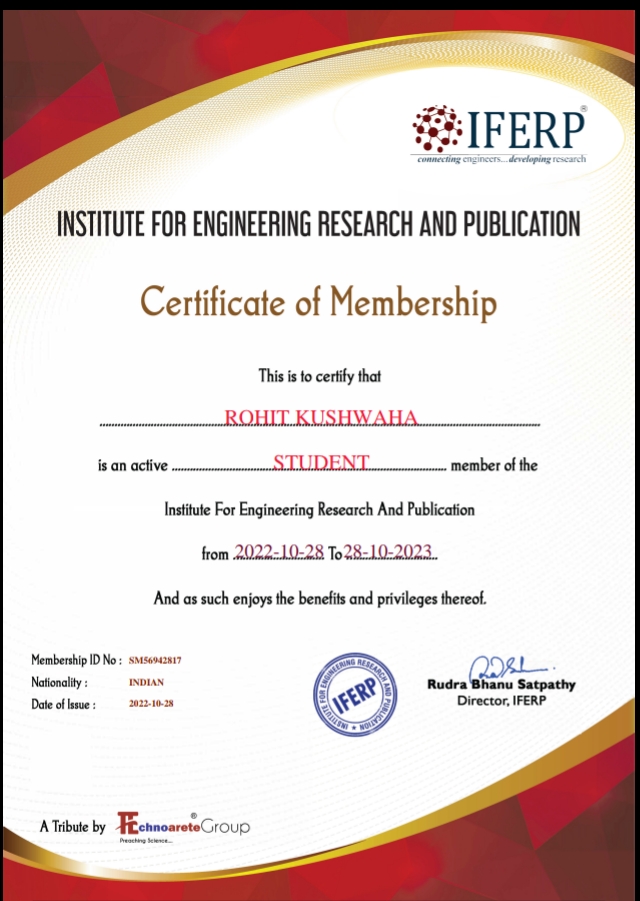 IFERP®
connecting engineers...developing research
INSTITUTE FOR ENGINEERING RESEARCH AND PUBLICATION
Certificate of Membership
This is to certify that
ROHIT KUSHWAHA
is an active STUDENT member of the
Institute For Engineering Research And Publication
from 2022-10-28 To 28-10-2023
And as such enjoys the benefits and privileges thereof.
Membership ID No : SM56942817
Nationality : INDIAN
Date of Issue : 2022-10-28
INSTITUTE FOR ENGINEERING RESEARCH AND PUBLICATION
IFERP
Rudra Bhanu Satpathy
Director, IFERP
A Tribute by TEchnoarete® Group
Preaching Science...